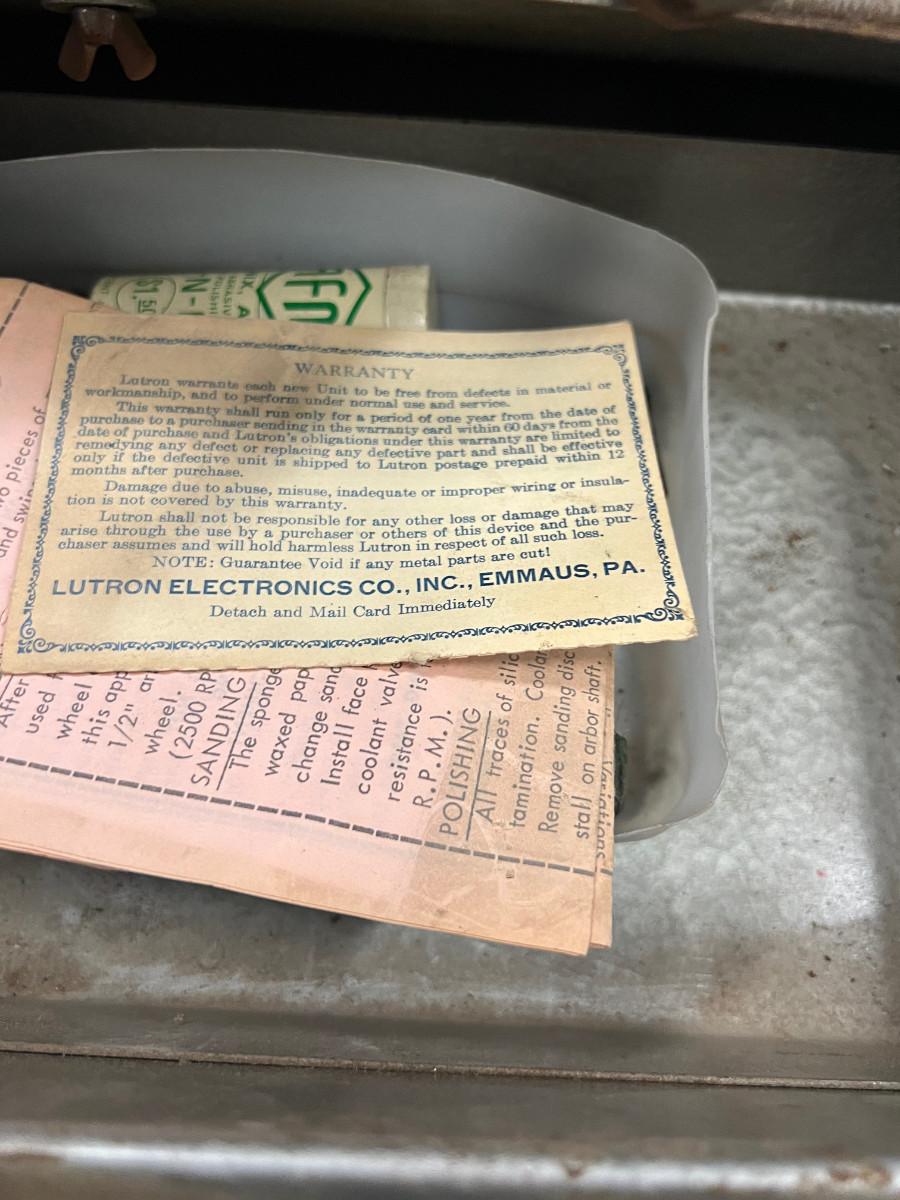 WARRANTY
Lutron warrants each new Unit to be free from defects in material or
workmanship, and to perform under normal use and service.
This warranty shall run only for a period of one year from the date of
purchase to a purchaser sending in the warranty card within 60 days from the
date of purchase and Lutron's obligations under this warranty are limited to
remedying any defect or replacing any defective part and shall be effective
only if the defective unit is shipped to Lutron postage prepaid within 12
months after purchase.
Damage due to abuse, misuse, inadequate or improper wiring or insula-
tion is not covered by this warranty.
Lutron shall not be responsible for any other loss or damage that may
arise through the use by a purchaser or others of this device and the pur-
chaser assumes and will hold harmless Lutron in respect of all such loss.
NOTE: Guarantee Void if any metal parts are cut!
LUTRON ELECTRONICS CO., INC., EMMAUS, PA.
Detach and Mail Card Immediately
pieces of
and
After
used
wheel
this
1/2"
wheel.
(2500
SANDING
The
waxed
change
Install face
coolant
resistance is
R.P.M.).
POLISHING
All traces of
tamination.
Remove sanding
stall on arbor shaft.